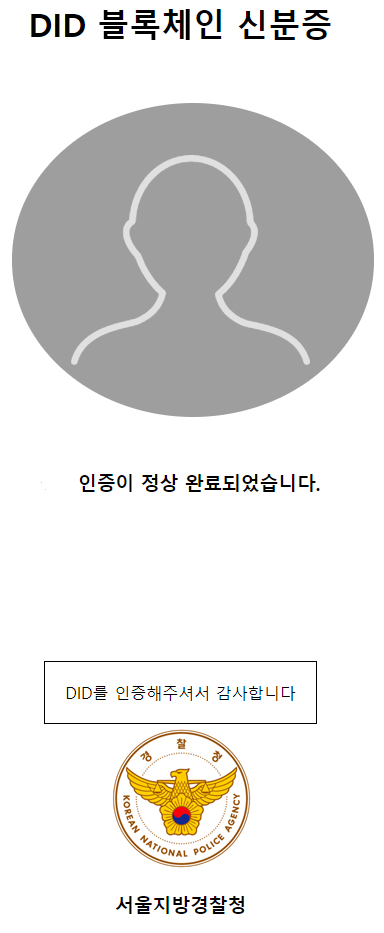 DID 블록체인 신분증
인증이 정상 완료되었습니다.
DID를 인증해주셔서 감사합니다
경 찰 청
KOREAN NATIONAL POLICE AGENCY
서울지방경찰청